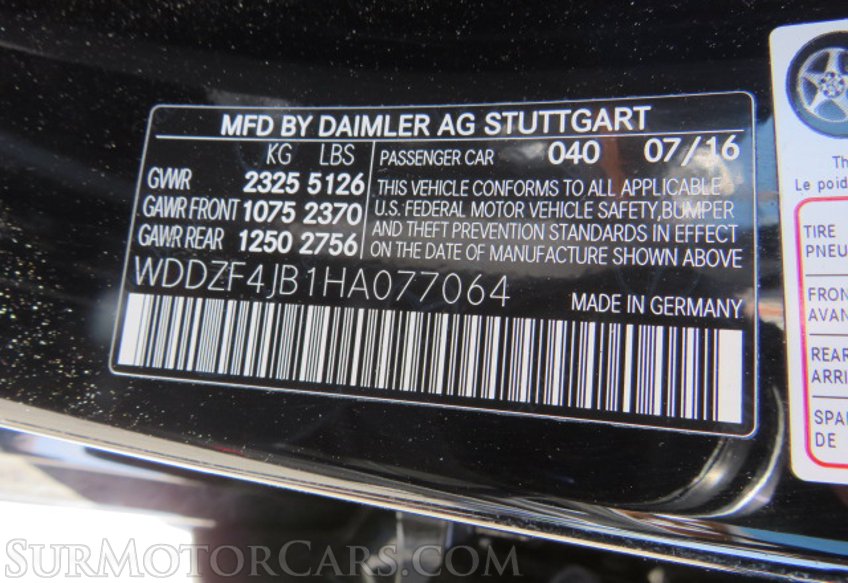 MFD BY DAIMLER AG STUTTGART
KG LBS
GVWR 2325 5126
GAWR FRONT 1075 2370
GAWR REAR 1250 2756
PASSENGER CAR 040 07/16
THIS VEHICLE CONFORMS TO ALL APPLICABLE
U.S. FEDERAL MOTOR VEHICLE SAFETY, BUMPER
AND THEFT PREVENTION STANDARDS IN EFFECT
ON THE DATE OF MANUFACTURE SHOWN ABOVE
WDDZF4JB1HA077064
MADE IN GERMANY
Th
Le poid
TIRE
PNEU
FRON
AVAN
REAR
ARRI
SPA
DE
SURMOTORCARS.COM